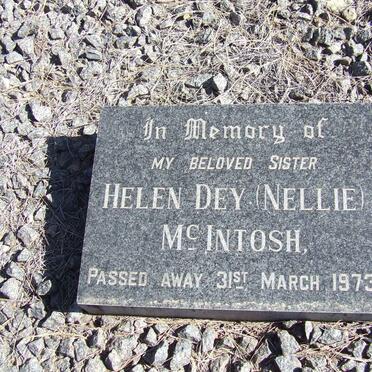 In Memory of
MY BELOVED SISTER
HELEN DEY (NELLIE)
McINTOSH,
PASSED AWAY 31ST MARCH 1973